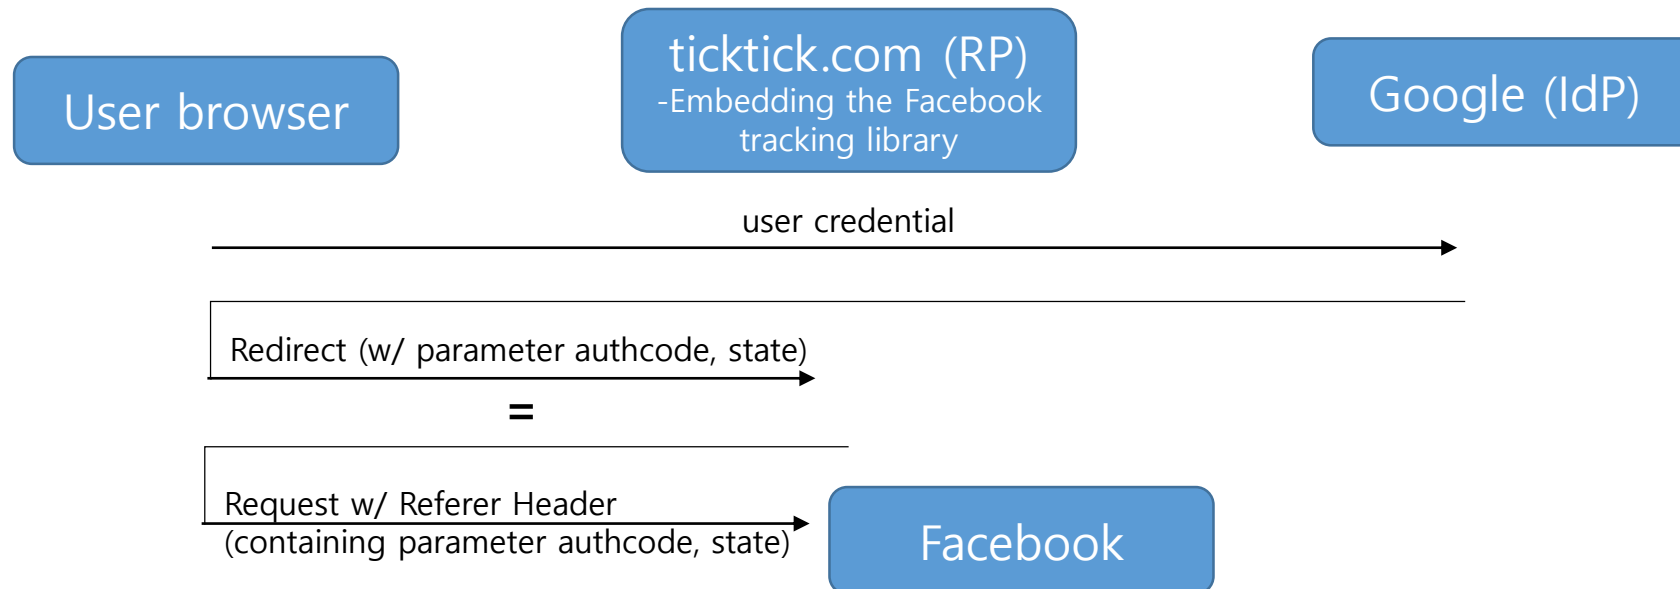 User browser
ticktick.com (RP)
-Embedding the Facebook
tracking library
Google (IdP)
user credential
Redirect (w/ parameter authcode, state)
=
Request w/ Referer Header
(containing parameter authcode, state)
Facebook